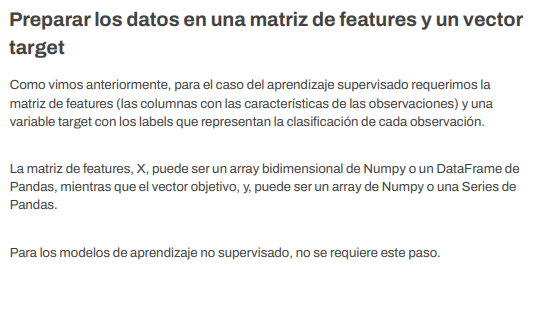 Preparar los datos en una matriz de features y un vector
target
Como vimos anteriormente, para el caso del aprendizaje supervisado requerimos la
matriz de features (las columnas con las características de las observaciones) y una
variable target con los labels que representan la clasificación de cada observación.
La matriz de features, X, puede ser un array bidimensional de Numpy o un DataFrame de
Pandas, mientras que el vector objetivo, y, puede ser un array de Numpy o una Series de
Pandas.
Para los modelos de aprendizaje no supervisado, no se requiere este paso.